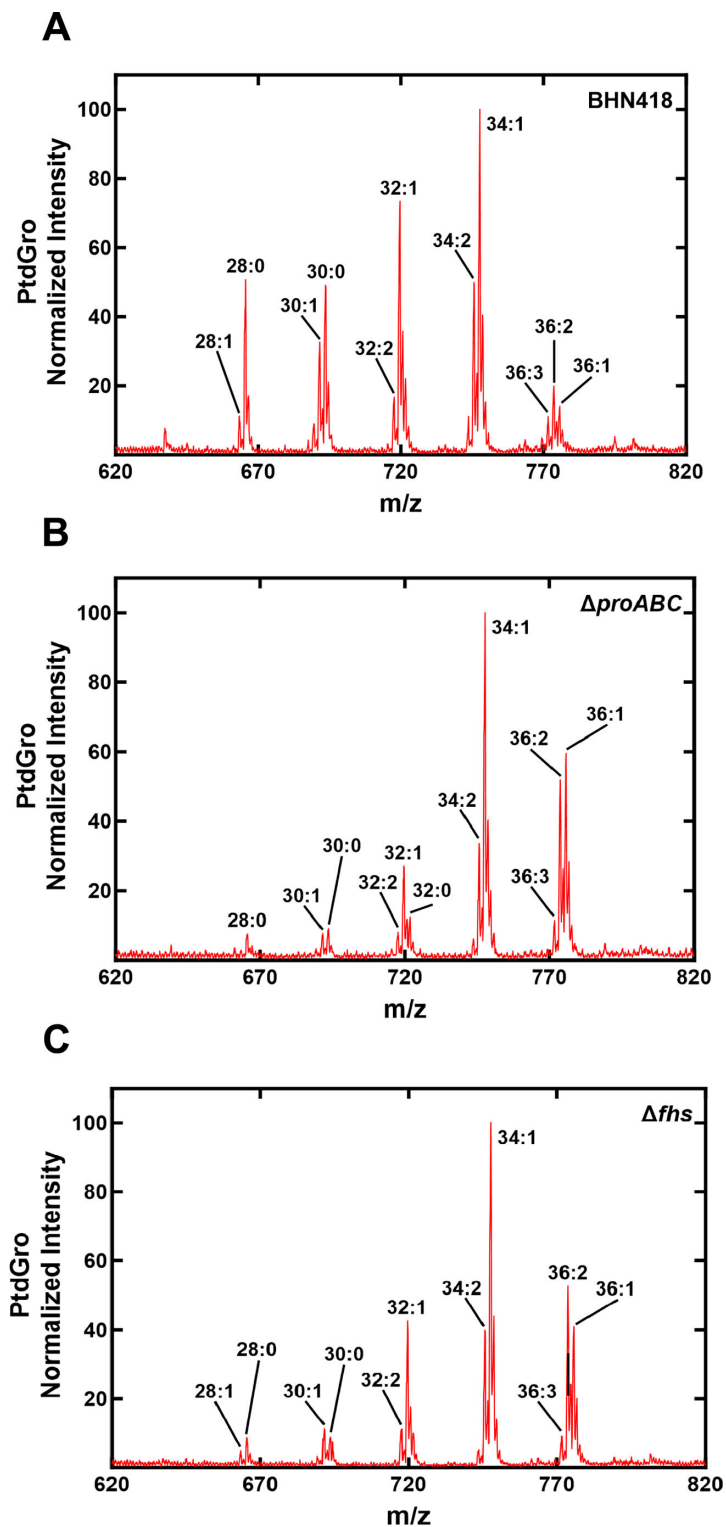 A
BHN418
PtdGro
Normalized Intensity
100
80
60
40
20
28:1
28:0
30:1
30:0
32:2
32:1
34:2
34:1
36:3
36:2
36:1
620 670 720 770 820
m/z
B
ΔproABC
PtdGro
Normalized Intensity
100
80
60
40
20
28:0
30:1
30:0
32:2
32:1
32:0
34:2
34:1
36:3
36:2
36:1
620 670 720 770 820
m/z
C
Δfhs
PtdGro
Normalized Intensity
100
80
60
40
20
28:1
28:0
30:1
30:0
32:2
32:1
34:2
34:1
36:3
36:2
36:1
620 670 720 770 820
m/z